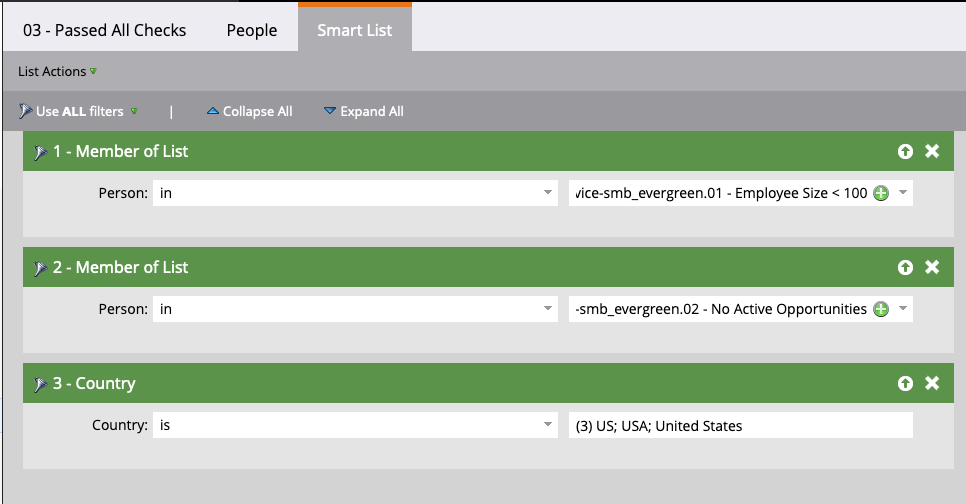 03 - Passed All Checks People Smart List
List Actions
Use ALL filters | Collapse All Expand All
1 - Member of List
Person: in vice-smb_evergreen.01 - Employee Size < 100
2 - Member of List
Person: in -smb_evergreen.02 - No Active Opportunities
3 - Country
Country: is (3) US; USA; United States